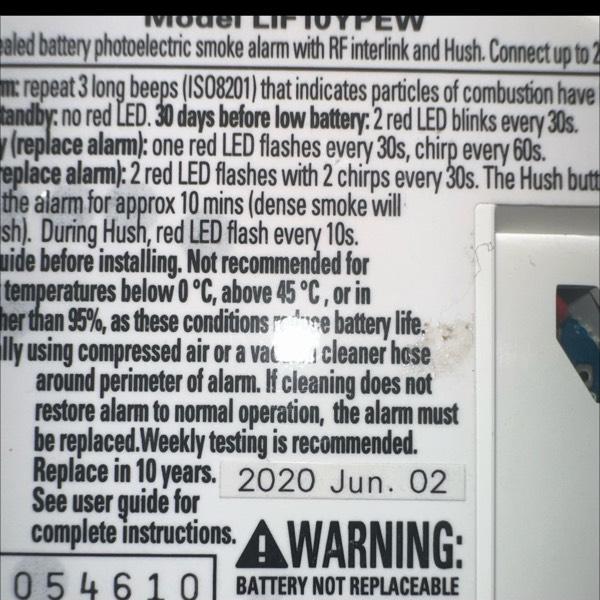 Model LIF10YPEW
ealed battery photoelectric smoke alarm with RF interlink and Hush. Connect up to 2
m: repeat 3 long beeps (ISO8201) that indicates particles of combustion have
tandby: no red LED. 30 days before low battery: 2 red LED blinks every 30s.
y (replace alarm): one red LED flashes every 30s, chirp every 60s.
eplace alarm): 2 red LED flashes with 2 chirps every 30s. The Hush butt
the alarm for approx 10 mins (dense smoke will
sh). During Hush, red LED flash every 10s.
uide before installing. Not recommended for
temperatures below 0 °C, above 45 °C, or in
her than 95%, as these conditions reduce battery life.
lly using compressed air or a vacuum cleaner hose
around perimeter of alarm. If cleaning does not
restore alarm to normal operation, the alarm must
be replaced.Weekly testing is recommended.
Replace in 10 years. 2020 Jun. 02
See user guide for
complete instructions.
WARNING:
BATTERY NOT REPLACEABLE
054610